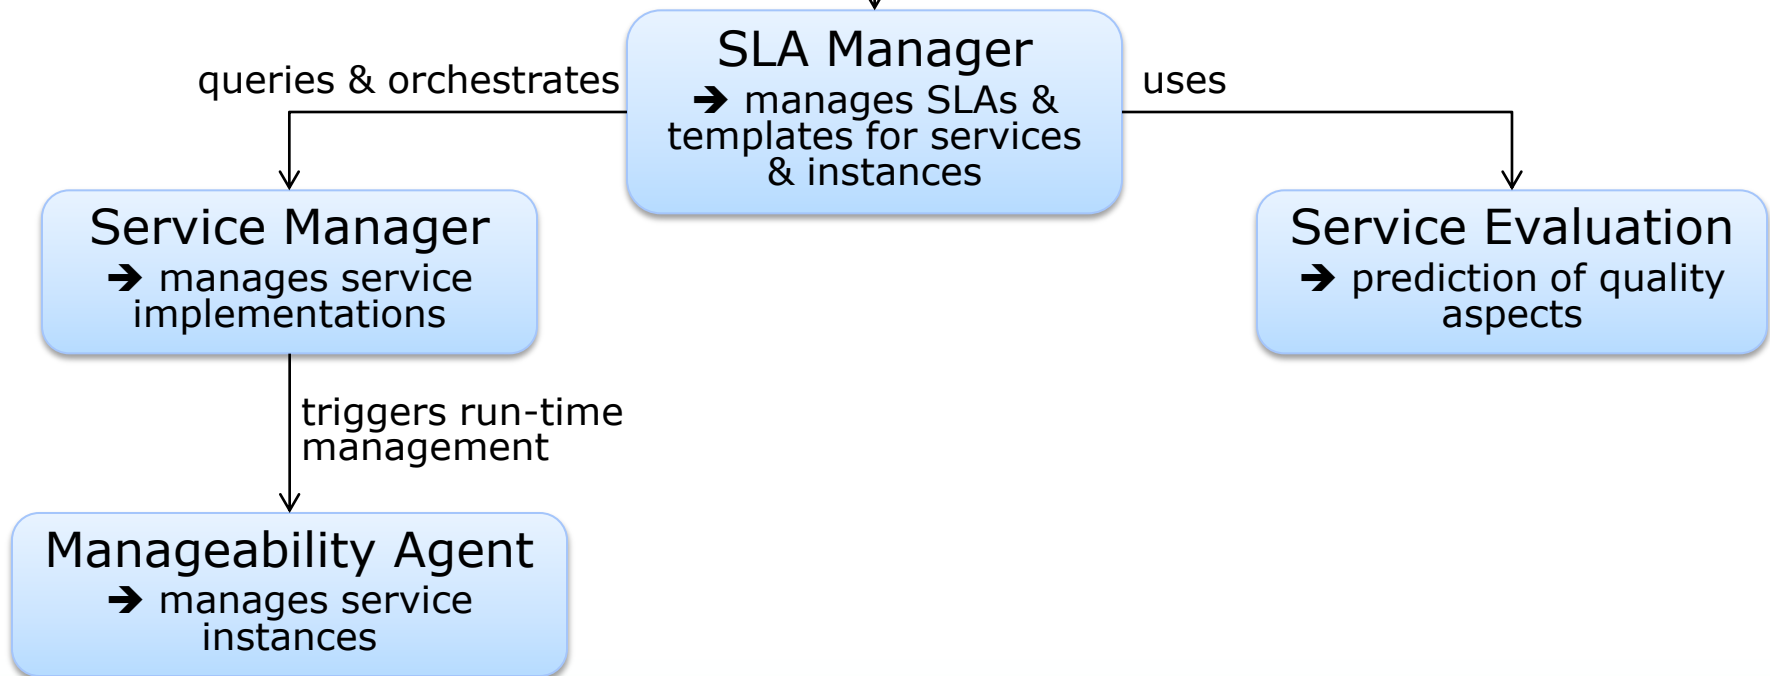 SLA Manager
➔ manages SLAs &
templates for services
& instances
queries & orchestrates
uses
Service Manager
➔ manages service
implementations
Service Evaluation
➔ prediction of quality
aspects
triggers run-time
management
Manageability Agent
➔ manages service
instances